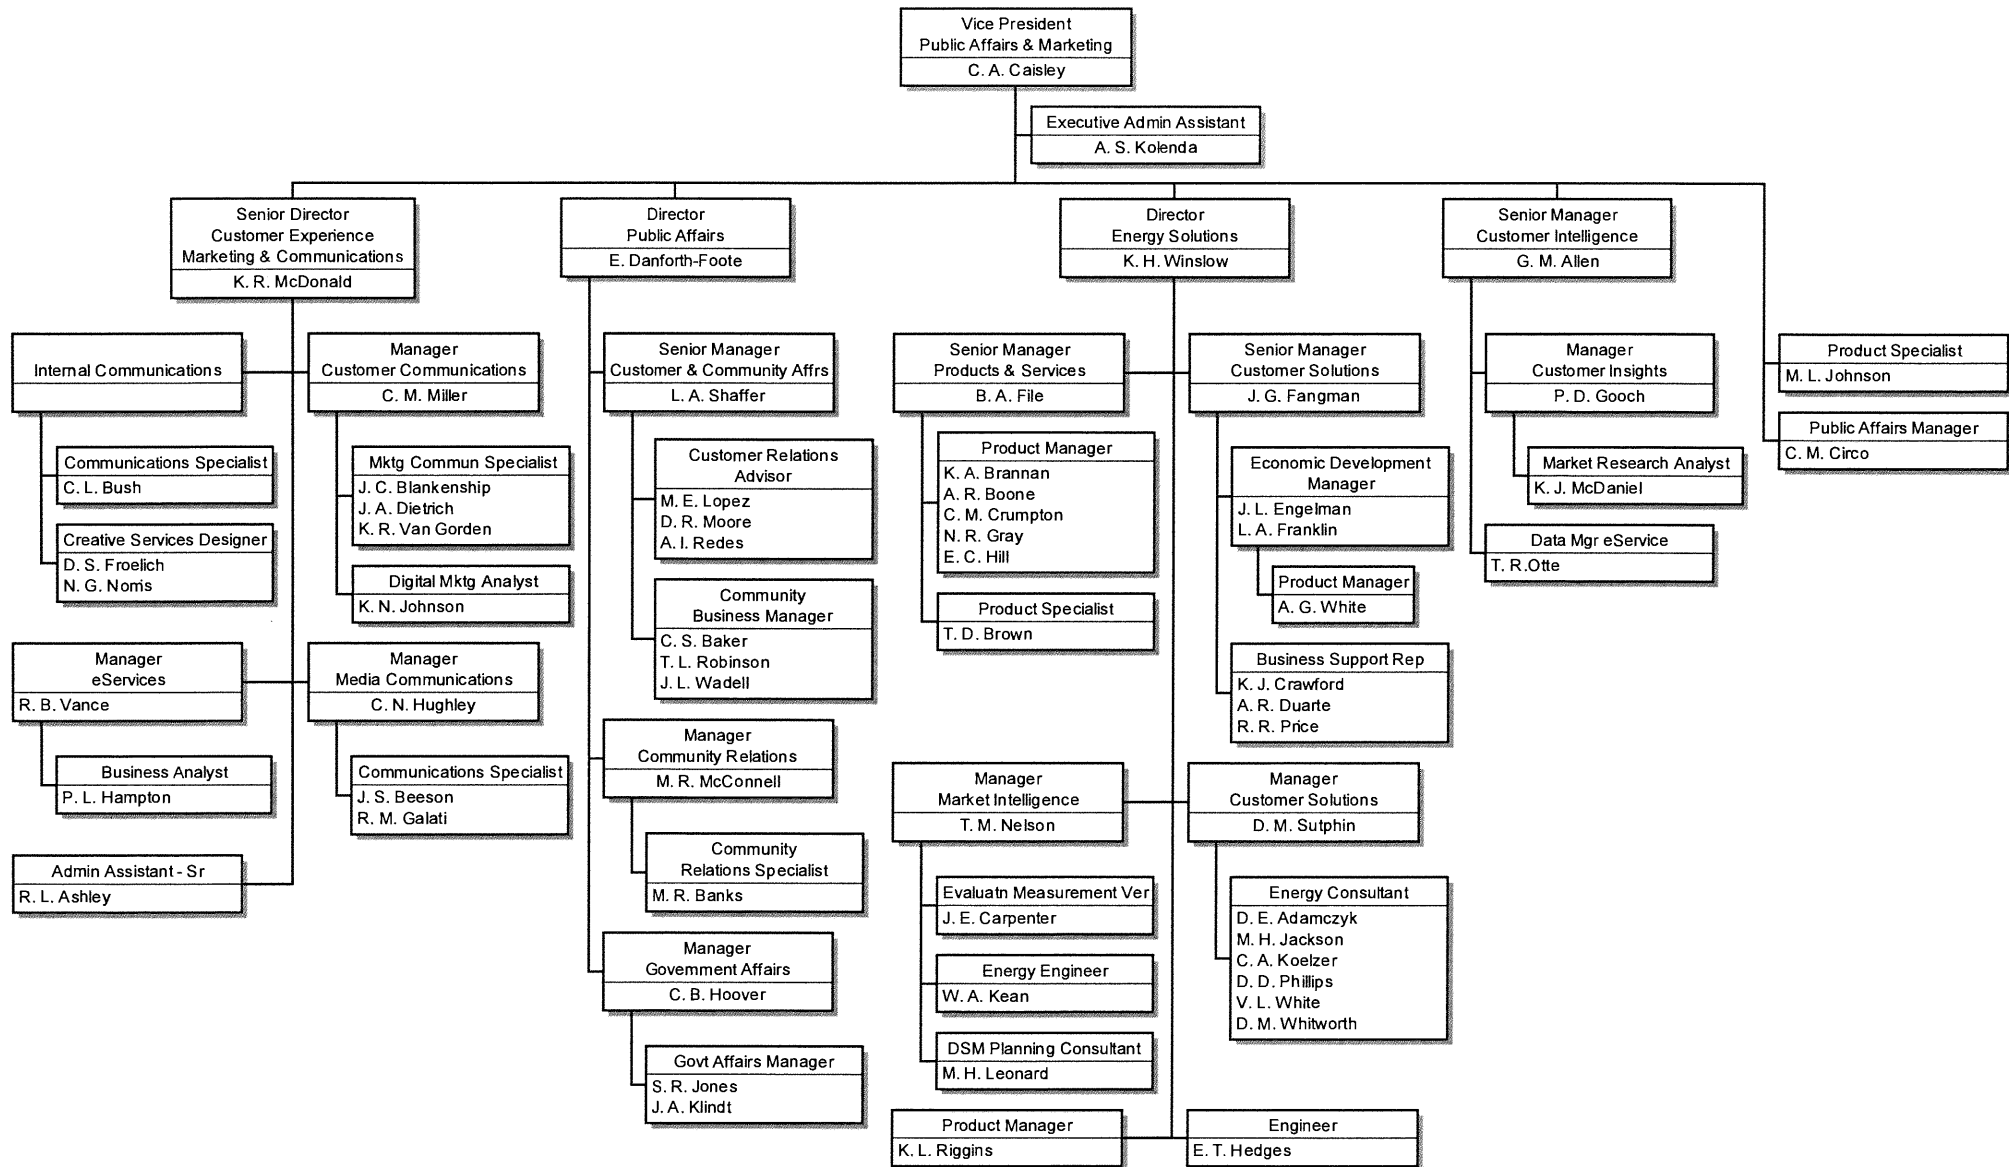 Vice President
Public Affairs & Marketing
C. A. Caisley
Executive Admin Assistant
A. S. Kolenda
Senior Director
Customer Experience
Marketing & Communications
K. R. McDonald
Internal Communications
Communications Specialist
C. L. Bush
Creative Services Designer
D. S. Froelich
N. G. Norris
Manager
Customer Communications
C. M. Miller
Mktg Commun Specialist
J. C. Blankenship
J. A. Dietrich
K. R. Van Gorden
Digital Mktg Analyst
K. N. Johnson
Manager
eServices
R. B. Vance
Business Analyst
P. L. Hampton
Manager
Media Communications
C. N. Hughley
Communications Specialist
J. S. Beeson
R. M. Galati
Admin Assistant - Sr
R. L. Ashley
Director
Public Affairs
E. Danforth-Foote
Senior Manager
Customer & Community Affrs
L. A. Shaffer
Customer Relations
Advisor
M. E. Lopez
D. R. Moore
A. I. Redes
Community
Business Manager
C. S. Baker
T. L. Robinson
J. L. Wadell
Manager
Community Relations
M. R. McConnell
Community
Relations Specialist
M. R. Banks
Manager
Government Affairs
C. B. Hoover
Govt Affairs Manager
S. R. Jones
J. A. Klindt
Director
Energy Solutions
K. H. Winslow
Senior Manager
Products & Services
B. A. File
Product Manager
K. A. Brannan
A. R. Boone
C. M. Crumpton
N. R. Gray
E. C. Hill
Product Specialist
T. D. Brown
Senior Manager
Customer Solutions
J. G. Fangman
Economic Development
Manager
J. L. Engelman
L. A. Franklin
Product Manager
A. G. White
Business Support Rep
K. J. Crawford
A. R. Duarte
R. R. Price
Manager
Market Intelligence
T. M. Nelson
Evaluatn Measurement Ver
J. E. Carpenter
Energy Engineer
W. A. Kean
DSM Planning Consultant
M. H. Leonard
Manager
Customer Solutions
D. M. Sutphin
Energy Consultant
D. E. Adamczyk
M. H. Jackson
C. A. Koelzer
D. D. Phillips
V. L. White
D. M. Whitworth
Product Manager
K. L. Riggins
Engineer
E. T. Hedges
Senior Manager
Customer Intelligence
G. M. Allen
Manager
Customer Insights
P. D. Gooch
Market Research Analyst
K. J. McDaniel
Data Mgr eService
T. R.Otte
Product Specialist
M. L. Johnson
Public Affairs Manager
C. M. Circo